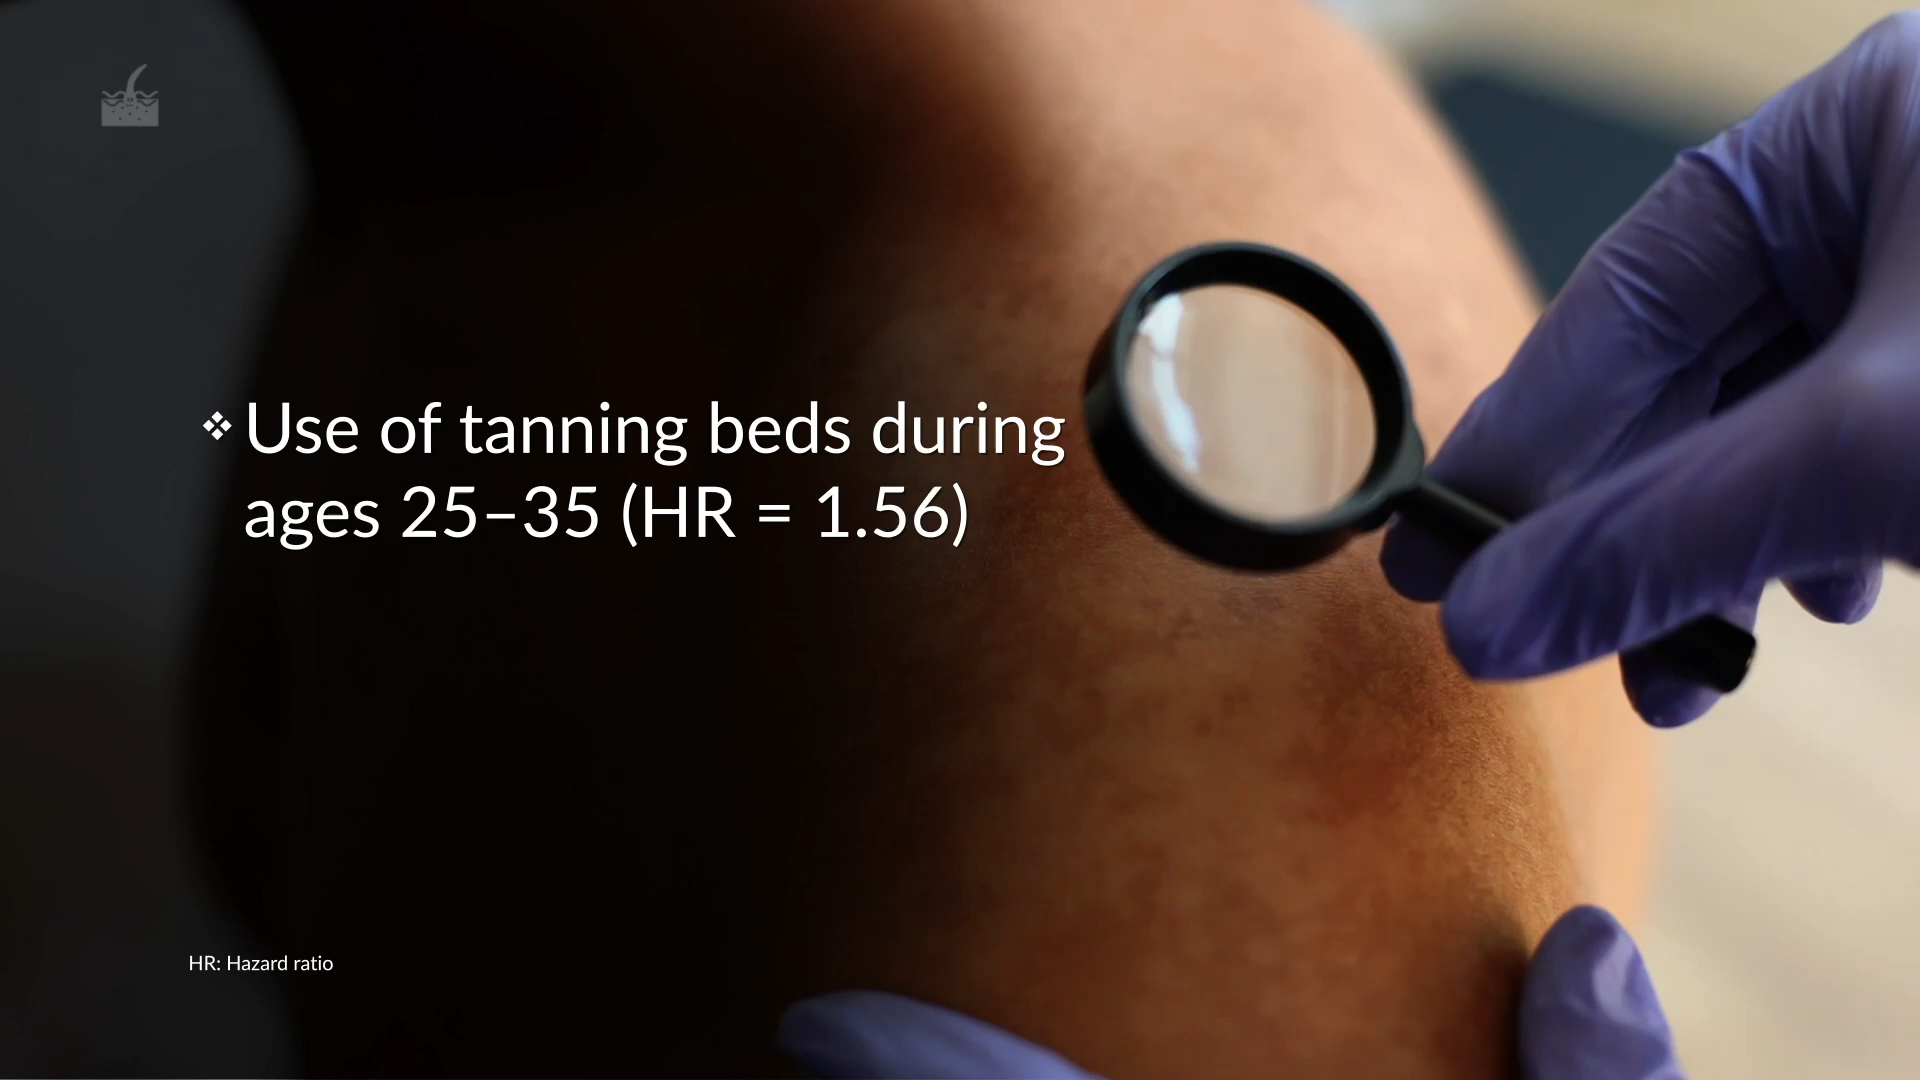 ❖ Use of tanning beds during
ages 25–35 (HR = 1.56)
HR: Hazard ratio